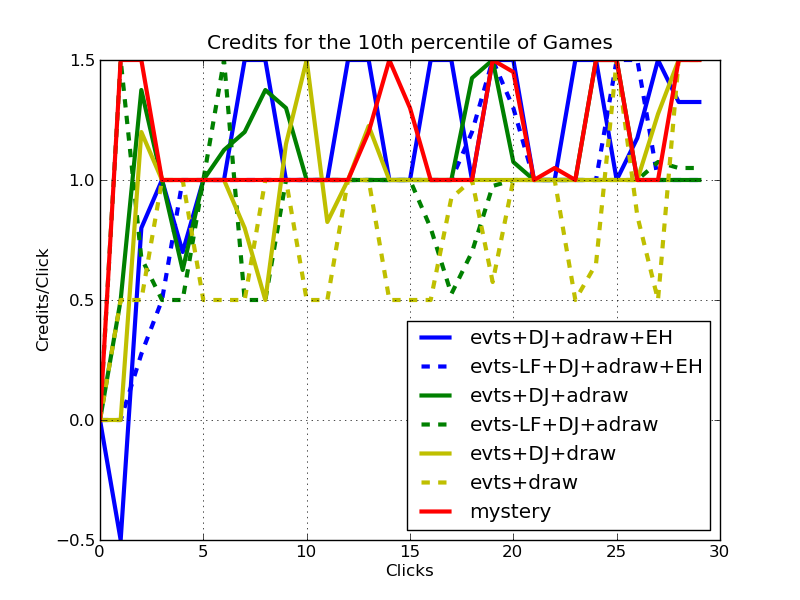 Credits for the 10th percentile of Games
1.5
1.0
0.5
0.0
−0.5
Credits/Click
evts+DJ+adraw+EH
evts-LF+DJ+adraw+EH
evts+DJ+adraw
evts-LF+DJ+adraw
evts+DJ+draw
evts+draw
mystery
0 5 10 15 20 25 30
Clicks